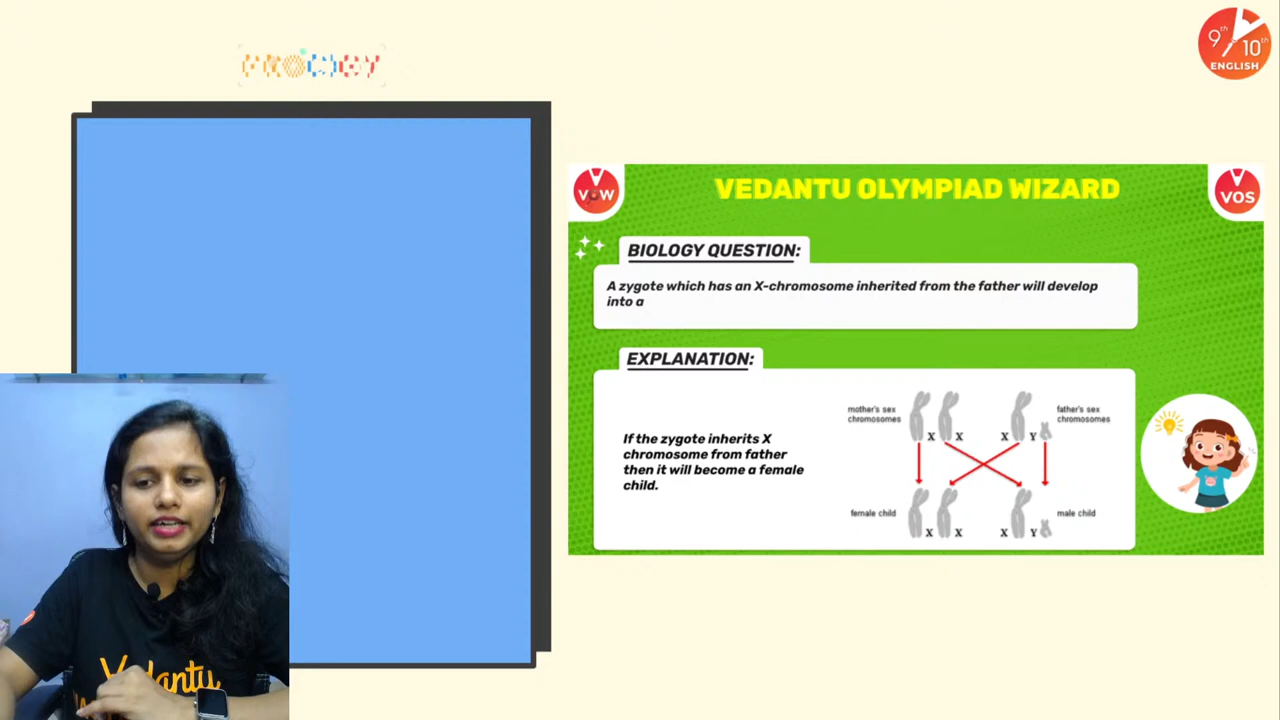 PRODIGY
9th 10th
ENGLISH
VOW
VEDANTU OLYMPIAD WIZARD
VOS
BIOLOGY QUESTION:
A zygote which has an X-chromosome inherited from the father will develop
into a
EXPLANATION:
If the zygote inherits X
chromosome from father
then it will become a female
child.
mother's sex
chromosomes
X X X Y
father's sex
chromosomes
female child
X X X Y
male child
Vedantu